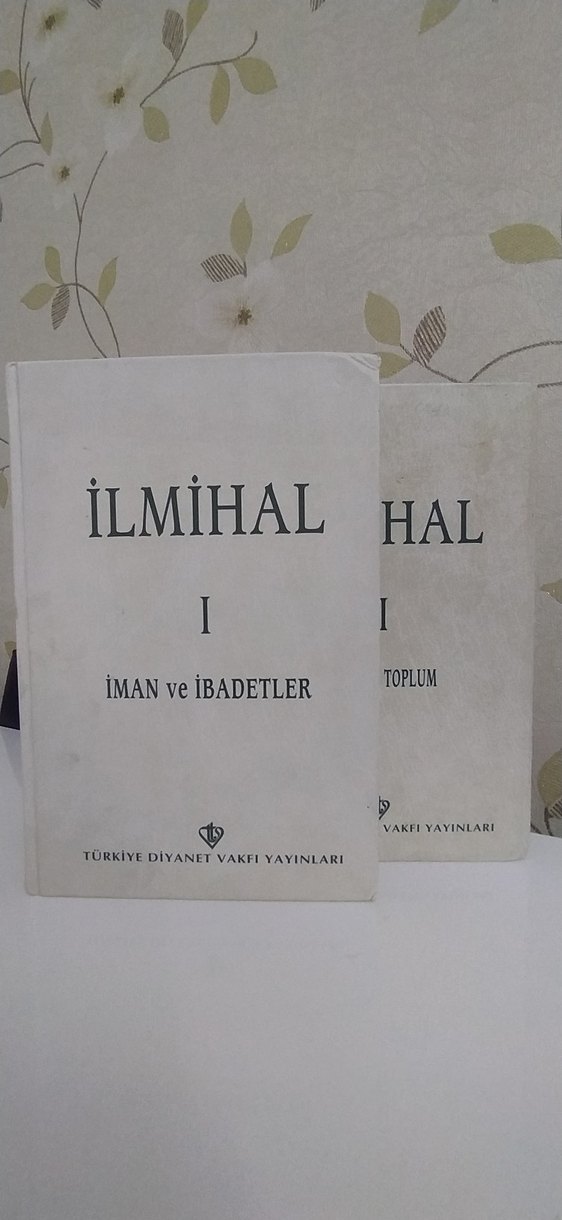 İLMİHAL
I
İMAN ve İBADETLER
TÜRKİYE DİYANET VAKFI YAYINLARI
HAL
I
TOPLUM
VAKFI YAYINLARI